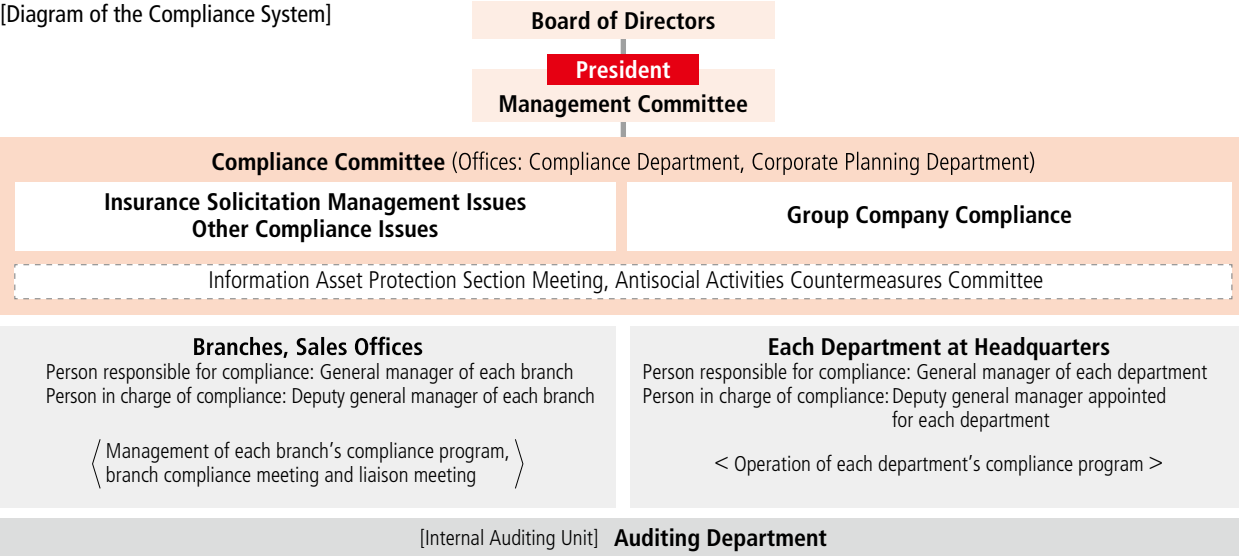 [Diagram of the Compliance System]
Board of Directors
President
Management Committee
Compliance Committee (Offices: Compliance Department, Corporate Planning Department)
Insurance Solicitation Management Issues
Other Compliance Issues
Group Company Compliance
Information Asset Protection Section Meeting, Antisocial Activities Countermeasures Committee
Branches, Sales Offices
Person responsible for compliance: General manager of each branch
Person in charge of compliance: Deputy general manager of each branch
〈Management of each branch’s compliance program,
branch compliance meeting and liaison meeting〉
Each Department at Headquarters
Person responsible for compliance: General manager of each department
Person in charge of compliance: Deputy general manager appointed
for each department
< Operation of each department’s compliance program >
[Internal Auditing Unit] Auditing Department